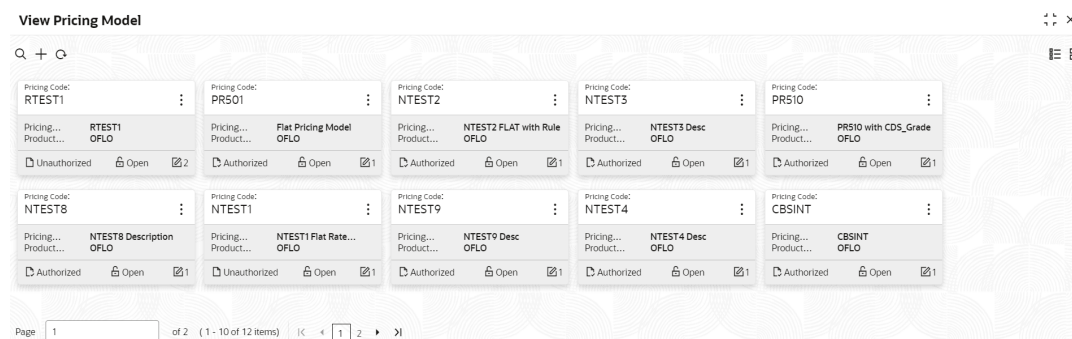 View Pricing Model
Pricing Code:
RTEST1
Pricing... RTEST1
Product... OFLO
Unauthorized Open 2
Pricing Code:
PR501
Pricing... Flat Pricing Model
Product... OFLO
Authorized Open 1
Pricing Code:
NTEST2
Pricing... NTEST2 FLAT with Rule
Product... OFLO
Authorized Open 1
Pricing Code:
NTEST3
Pricing... NTEST3 Desc
Product... OFLO
Authorized Open 1
Pricing Code:
PR510
Pricing... PR510 with CDS_Grade
Product... OFLO
Authorized Open 1
Pricing Code:
NTEST8
Pricing... NTEST8 Description
Product... OFLO
Authorized Open 1
Pricing Code:
NTEST1
Pricing... NTEST1 Flat Rate...
Product... OFLO
Unauthorized Open 1
Pricing Code:
NTEST9
Pricing... NTEST9 Desc
Product... OFLO
Authorized Open 1
Pricing Code:
NTEST4
Pricing... NTEST4 Desc
Product... OFLO
Authorized Open 1
Pricing Code:
CBSINT
Pricing... CBSINT
Product... OFLO
Authorized Open 1
Page 1 of 2 (1 - 10 of 12 items) 1 2